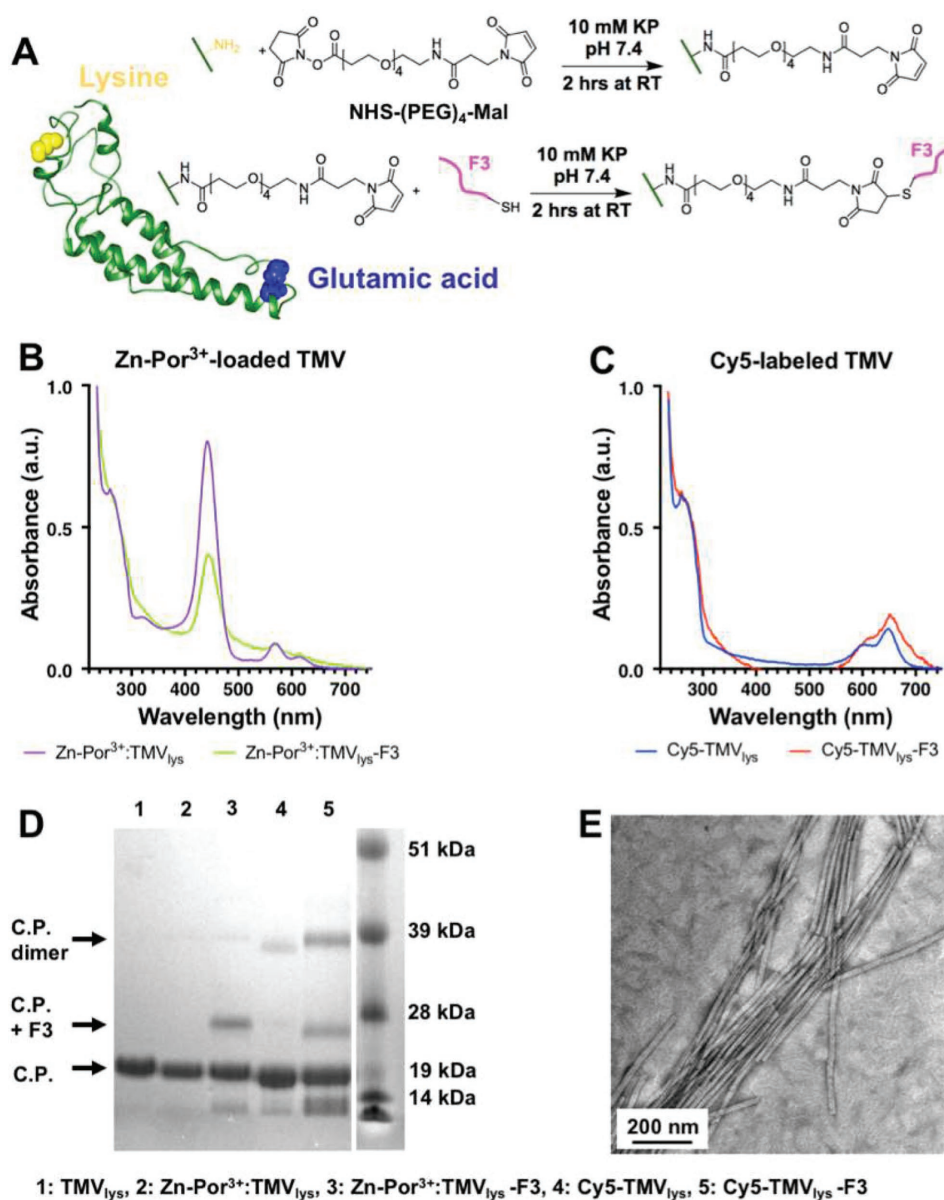 A
NH₂
+
N
O
O
O
O
O
4
H
N
O
N
O
O
10 mM KP
pH 7.4
2 hrs at RT
H
N
O
O
4
N
H
O
N
O
O
Lysine
NHS-(PEG)₄-Mal
H
N
O
O
4
N
H
O
N
O
O
+
F3
SH
10 mM KP
pH 7.4
2 hrs at RT
H
N
O
O
4
N
H
O
N
O
O
S
F3
Glutamic acid
B
Zn-Por³⁺-loaded TMV
Absorbance (a.u.)
1.0
0.5
0.0
300 400 500 600 700
Wavelength (nm)
Zn-Por³⁺:TMVlys Zn-Por³⁺:TMVlys-F3
C
Cy5-labeled TMV
Absorbance (a.u.)
1.0
0.5
0.0
300 400 500 600 700
Wavelength (nm)
Cy5-TMVlys Cy5-TMVlys-F3
D
1 2 3 4 5
51 kDa
C.P.
dimer
39 kDa
C.P.
+ F3
28 kDa
C.P.
19 kDa
14 kDa
E
200 nm
1: TMVlys, 2: Zn-Por³⁺:TMVlys, 3: Zn-Por³⁺:TMVlys -F3, 4: Cy5-TMVlys, 5: Cy5-TMVlys -F3